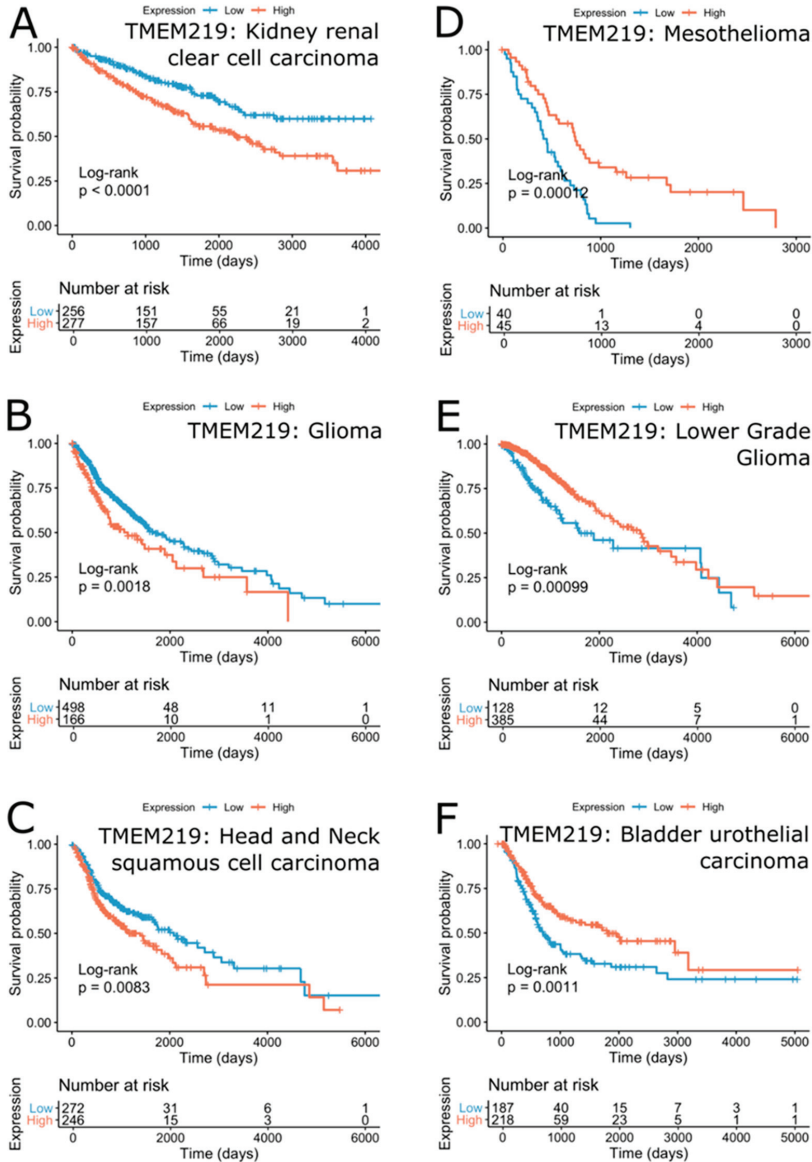 A
Expression Low High
TMEM219: Kidney renal
clear cell carcinoma
Survival probability
1.00
0.75
0.50
0.25
0.00
Log-rank
p < 0.0001
0 1000 2000 3000 4000
Time (days)
Number at risk
Expression
Low 256 151 55 21 1
High 277 157 66 19 2
0 1000 2000 3000 4000
Time (days)
D
Expression Low High
TMEM219: Mesothelioma
Survival probability
1.00
0.75
0.50
0.25
0.00
Log-rank
p = 0.00012
0 1000 2000 3000
Time (days)
Number at risk
Expression
Low 40 1 0 0
High 45 13 4 0
0 1000 2000 3000
Time (days)
B
Expression Low High
TMEM219: Glioma
Survival probability
1.00
0.75
0.50
0.25
0.00
Log-rank
p = 0.0018
0 2000 4000 6000
Time (days)
Number at risk
Expression
Low 498 48 11 1
High 166 10 1 0
0 2000 4000 6000
Time (days)
E
Expression Low High
TMEM219: Lower Grade
Glioma
Survival probability
1.00
0.75
0.50
0.25
0.00
Log-rank
p = 0.00099
0 2000 4000 6000
Time (days)
Number at risk
Expression
Low 128 12 5 0
High 385 44 7 1
0 2000 4000 6000
Time (days)
C
Expression Low High
TMEM219: Head and Neck
squamous cell carcinoma
Survival probability
1.00
0.75
0.50
0.25
0.00
Log-rank
p = 0.0083
0 2000 4000 6000
Time (days)
Number at risk
Expression
Low 272 31 6 1
High 246 15 3 0
0 2000 4000 6000
Time (days)
F
Expression Low High
TMEM219: Bladder urothelial
carcinoma
Survival probability
1.00
0.75
0.50
0.25
0.00
Log-rank
p = 0.0011
0 1000 2000 3000 4000 5000
Time (days)
Number at risk
Expression
Low 187 40 15 7 3 1
High 218 59 23 5 1 1
0 1000 2000 3000 4000 5000
Time (days)